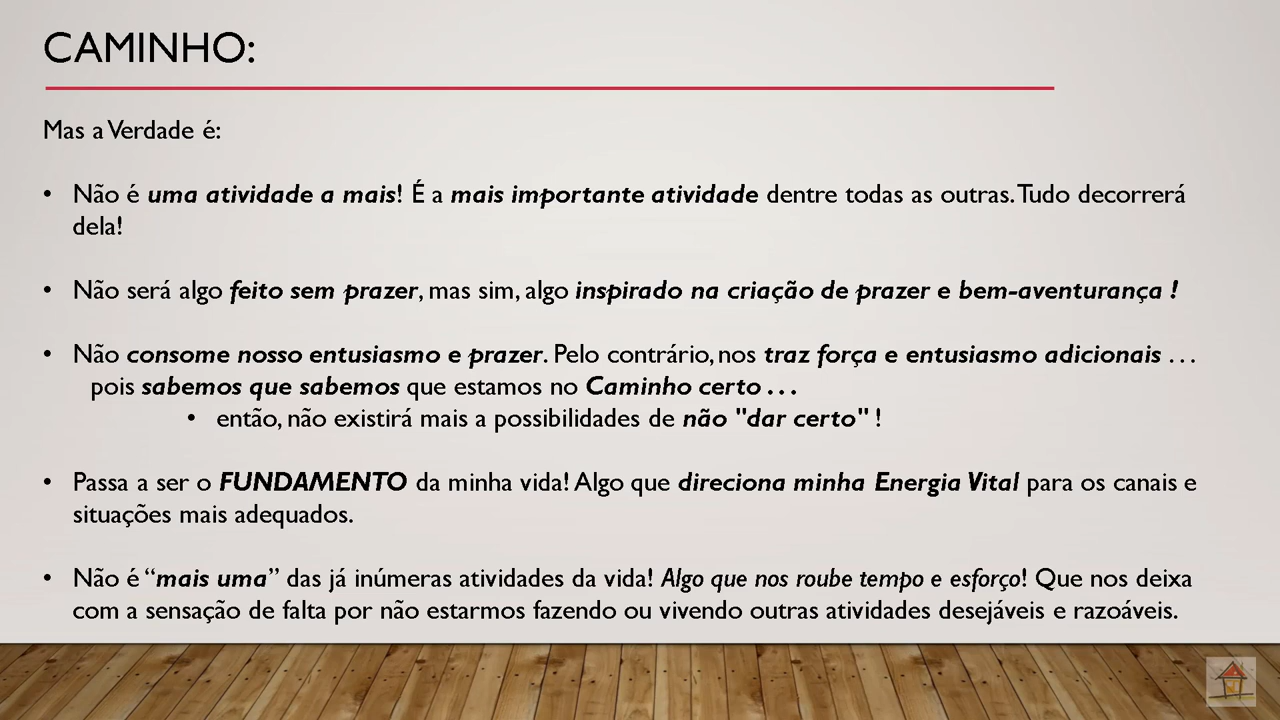 CAMINHO:
Mas a Verdade é:
• Não é uma atividade a mais! É a mais importante atividade dentre todas as outras. Tudo decorrerá
dela!
• Não será algo feito sem prazer, mas sim, algo inspirado na criação de prazer e bem-aventurança !
• Não consome nosso entusiasmo e prazer. Pelo contrário, nos traz força e entusiasmo adicionais . . .
pois sabemos que sabemos que estamos no Caminho certo . . .
• então, não existirá mais a possibilidades de não "dar certo" !
• Passa a ser o FUNDAMENTO da minha vida! Algo que direciona minha Energia Vital para os canais e
situações mais adequados.
• Não é “mais uma” das já inúmeras atividades da vida! Algo que nos roube tempo e esforço! Que nos deixa
com a sensação de falta por não estarmos fazendo ou vivendo outras atividades desejáveis e razoáveis.